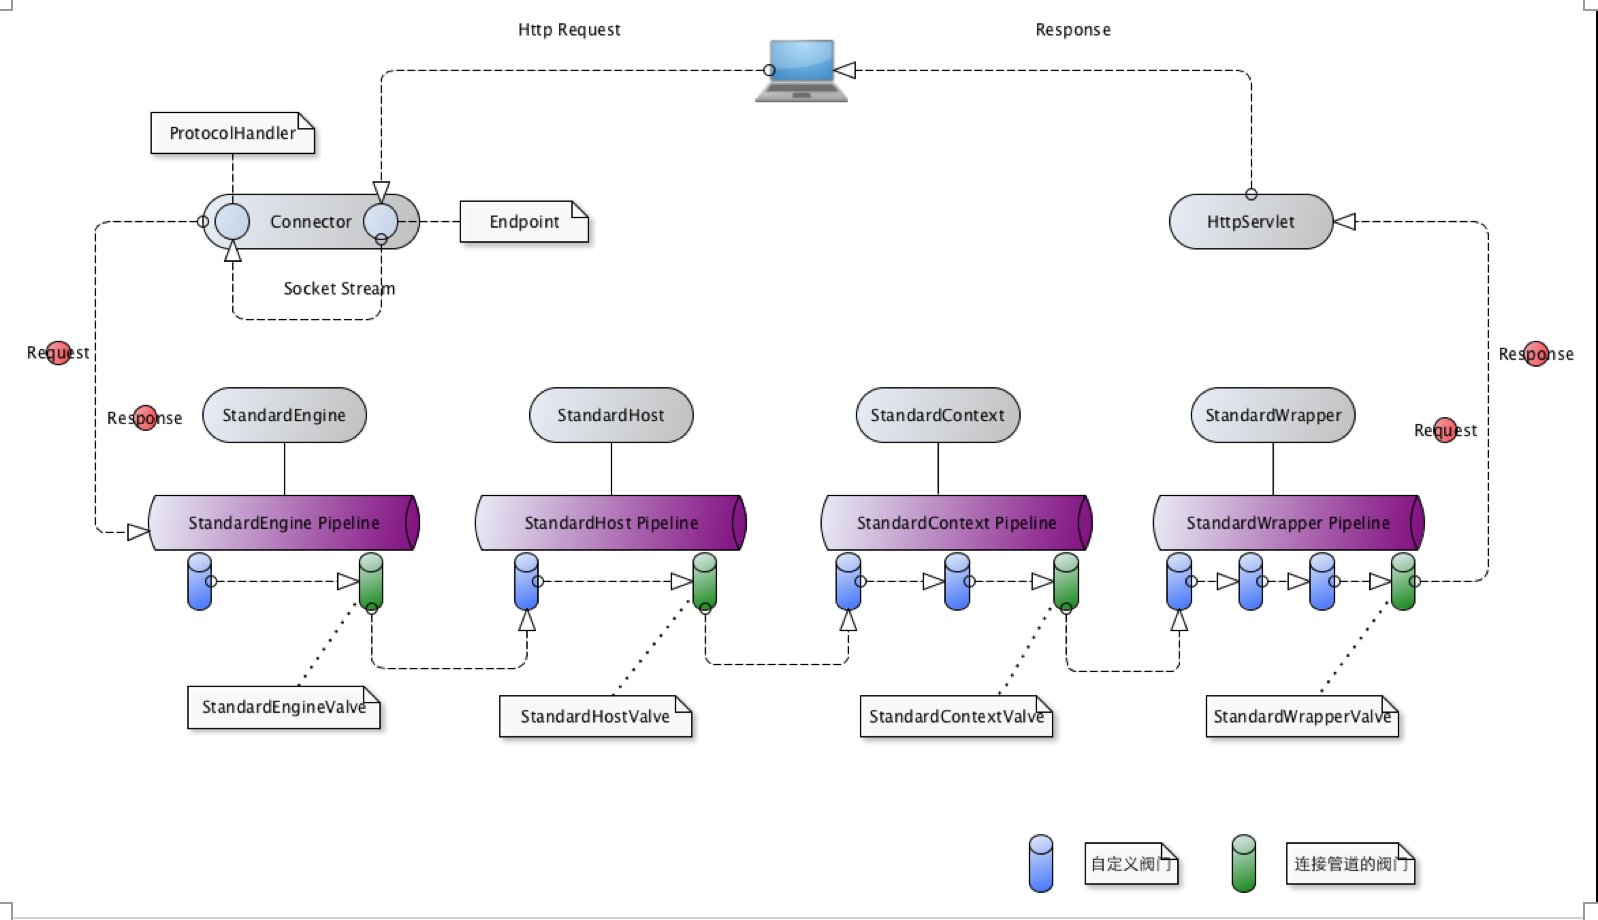 Http Request
Response
ProtocolHandler
Connector
Endpoint
HttpServlet
Socket Stream
Request
Response
Response
Request
StandardEngine
StandardHost
StandardContext
StandardWrapper
StandardEngine Pipeline
StandardHost Pipeline
StandardContext Pipeline
StandardWrapper Pipeline
StandardEngineValve
StandardHostValve
StandardContextValve
StandardWrapperValve
自定义阀门
连接管道的阀门